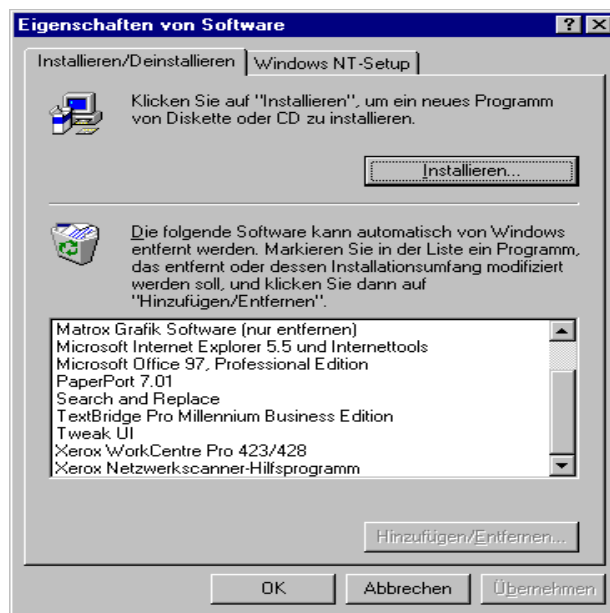 Eigenschaften von Software
Installieren/Deinstallieren
Windows NT-Setup
Klicken Sie auf "Installieren", um ein neues Programm
von Diskette oder CD zu installieren.
Installieren...
Die folgende Software kann automatisch von Windows
entfernt werden. Markieren Sie in der Liste ein Programm,
das entfernt oder dessen Installationsumfang modifiziert
werden soll, und klicken Sie dann auf
"Hinzufügen/Entfernen".
Matrox Grafik Software (nur entfernen)
Microsoft Internet Explorer 5.5 und Internettools
Microsoft Office 97, Professional Edition
PaperPort 7.01
Search and Replace
TextBridge Pro Millennium Business Edition
Tweak UI
Xerox WorkCentre Pro 423/428
Xerox Netzwerkscanner-Hilfsprogramm
Hinzufügen/Entfernen...
OK
Abbrechen
Übernehmen